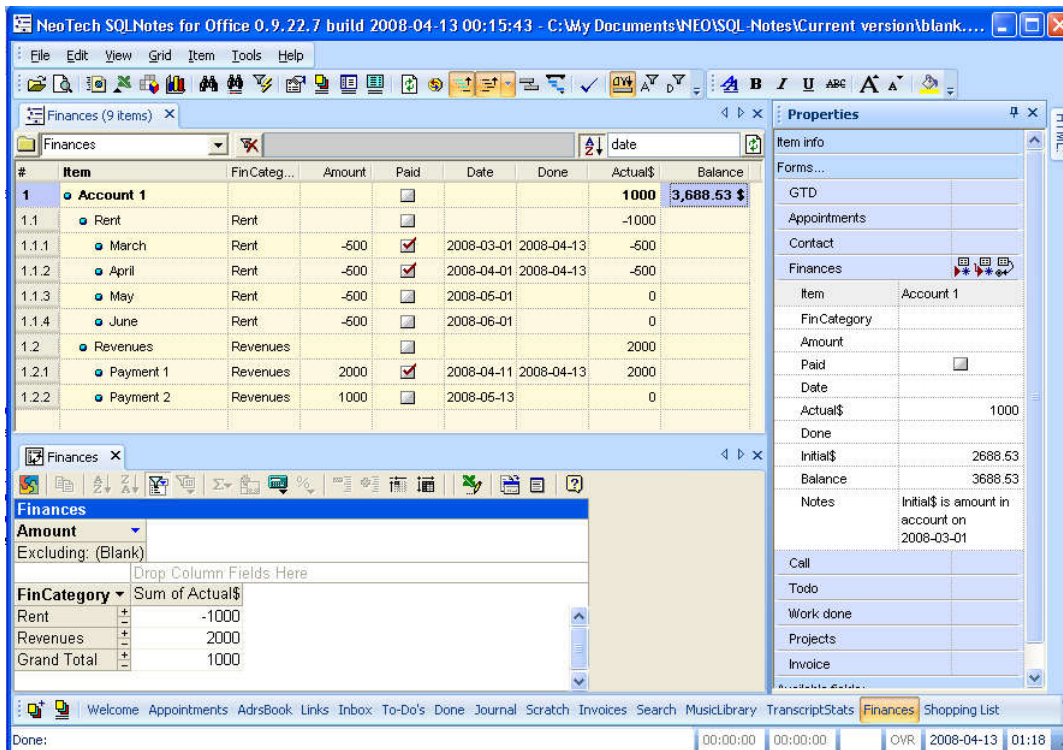 NeoTech SQLNotes for Office 0.9.22.7 build 2008-04-13 00:15:43 - C:\My Documents\NEO\SQL-Notes\Current version\blank....
File Edit View Grid Item Tools Help
B I U ABC A A
Finances (9 items)
Finances date
# Item FinCateg... Amount Paid Date Done Actual$ Balance
1 Account 1 1000 3,688.53 $
1.1 Rent Rent -1000
1.1.1 March Rent -500 2008-03-01 2008-04-13 -500
1.1.2 April Rent -500 2008-04-01 2008-04-13 -500
1.1.3 May Rent -500 2008-05-01 0
1.1.4 June Rent -500 2008-06-01 0
1.2 Revenues Revenues 2000
1.2.1 Payment 1 Revenues 2000 2008-04-11 2008-04-13 2000
1.2.2 Payment 2 Revenues 1000 2008-05-13 0
Finances
Finances
Amount
Excluding: (Blank)
Drop Column Fields Here
FinCategory Sum of Actual$
Rent -1000
Revenues 2000
Grand Total 1000
Properties
Item info
Forms...
GTD
Appointments
Contact
Finances
Item Account 1
FinCategory
Amount
Paid
Date
Actual$ 1000
Done
Initial$ 2688.53
Balance 3688.53
Notes Initial$ is amount in
account on
2008-03-01
Call
Todo
Work done
Projects
Invoice
Welcome Appointments AdrsBook Links Inbox To-Do's Done Journal Scratch Invoices Search MusicLibrary TranscriptStats Finances Shopping List
Done: 00:00:00 00:00:00 OVR 2008-04-13 01:18